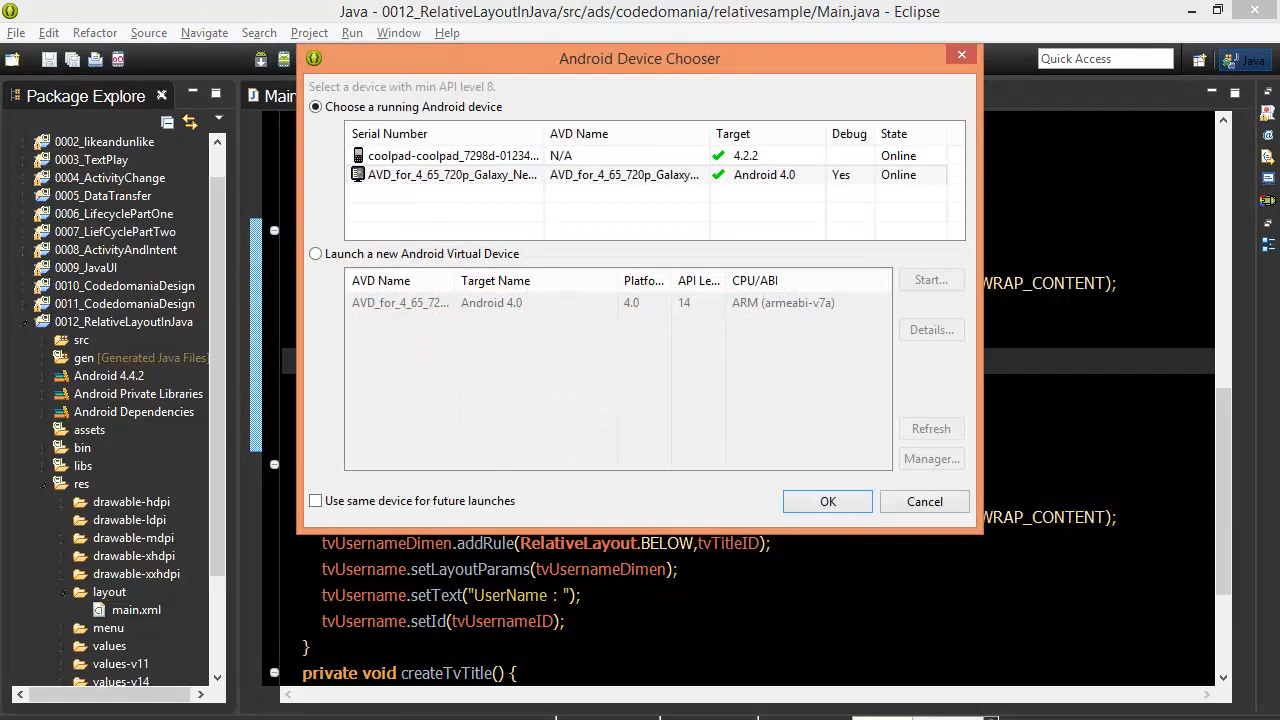 Java - 0012_RelativeLayoutInJava/src/ads/codedomania/relativesample/Main.java - Eclipse
File Edit Refactor Source Navigate Search Project Run Window Help
Quick Access
Java
Package Explore
Main
0002_likeandunlike
0003_TextPlay
0004_ActivityChange
0005_DataTransfer
0006_LifecyclePartOne
0007_LiefCyclePartTwo
0008_ActivityAndIntent
0009_JavaUI
0010_CodedomaniaDesign
0011_CodedomaniaDesign
0012_RelativeLayoutInJava
src
gen [Generated Java Files]
Android 4.4.2
Android Private Libraries
Android Dependencies
assets
bin
libs
res
drawable-hdpi
drawable-ldpi
drawable-mdpi
drawable-xhdpi
drawable-xxhdpi
layout
main.xml
menu
values
values-v11
values-v14
Android Device Chooser
Select a device with min API level 8.
Choose a running Android device
Serial Number AVD Name Target Debug State
coolpad-coolpad_7298d-01234... N/A 4.2.2 Online
AVD_for_4_65_720p_Galaxy_Ne... AVD_for_4_65_720p_Galaxy... Android 4.0 Yes Online
Launch a new Android Virtual Device
AVD Name Target Name Platfo... API Le... CPU/ABI
AVD_for_4_65_72... Android 4.0 4.0 14 ARM (armeabi-v7a)
Start...
Details...
Refresh
Manager...
Use same device for future launches
OK Cancel
WRAP_CONTENT);
WRAP_CONTENT);
tvUsernameDimen.addRule(RelativeLayout.BELOW,tvTitleID);
tvUsername.setLayoutParams(tvUsernameDimen);
tvUsername.setText("UserName : ");
tvUsername.setId(tvUsernameID);
}
private void createTvTitle() {